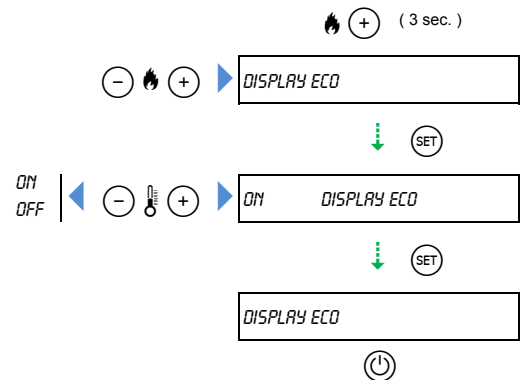 + ( 3 sec. )
- + DISPLAY ECO
SET
ON
OFF
- + ON DISPLAY ECO
SET
DISPLAY ECO